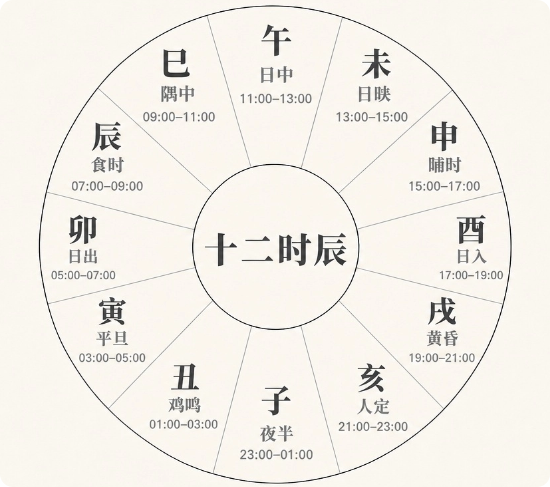 午
日中
11:00–13:00
未
日昳
13:00–15:00
申
晡时
15:00–17:00
酉
日入
17:00–19:00
戌
黄昏
19:00–21:00
亥
人定
21:00–23:00
子
夜半
23:00–01:00
丑
鸡鸣
01:00–03:00
寅
平旦
03:00–05:00
卯
日出
05:00–07:00
辰
食时
07:00–09:00
巳
隅中
09:00–11:00
十二时辰